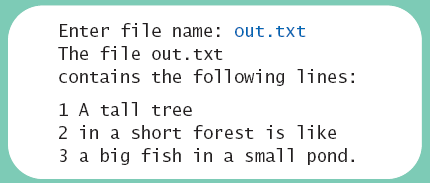 Enter file name: out.txt
The file out.txt
contains the following lines:
1 A tall tree
2 in a short forest is like
3 a big fish in a small pond.